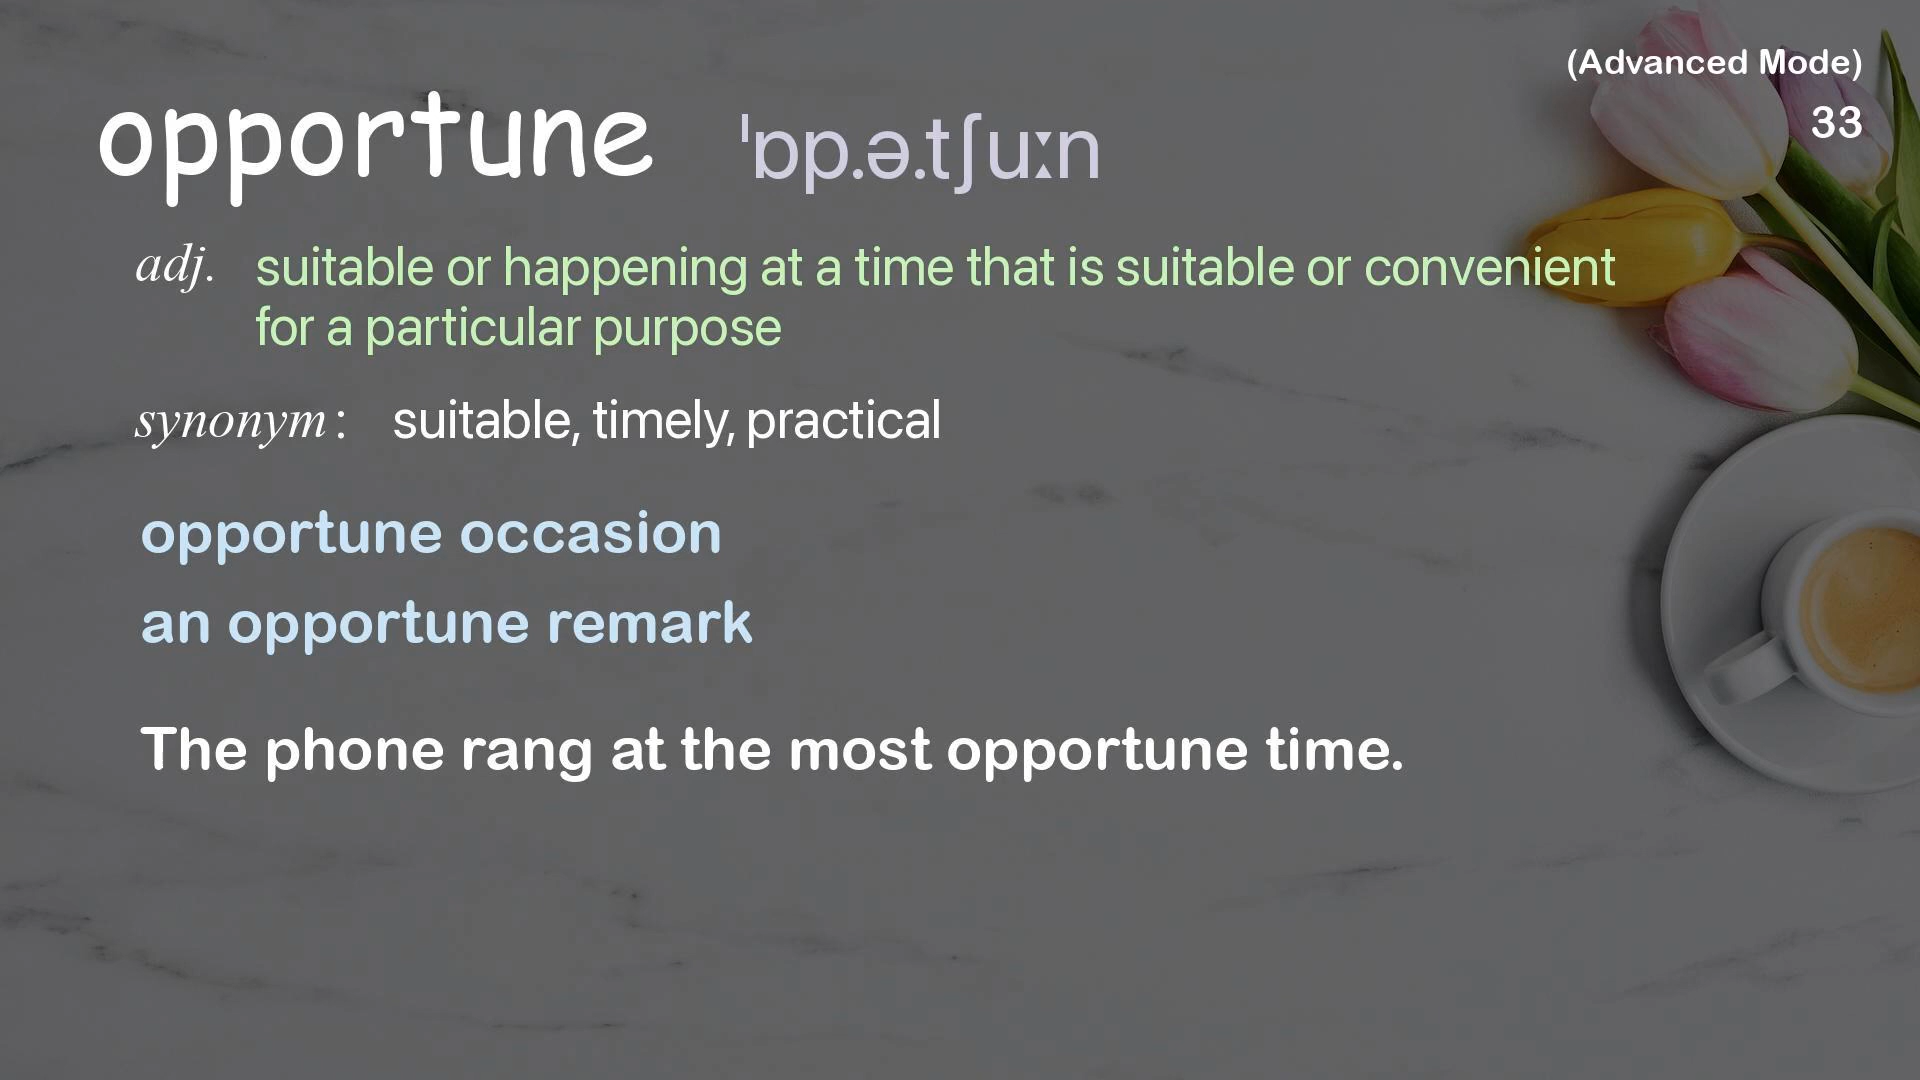 (Advanced Mode)
33
opportune ˈɒp.ə.tʃuːn
adj. suitable or happening at a time that is suitable or convenient
for a particular purpose
synonym : suitable, timely, practical
opportune occasion
an opportune remark
The phone rang at the most opportune time.